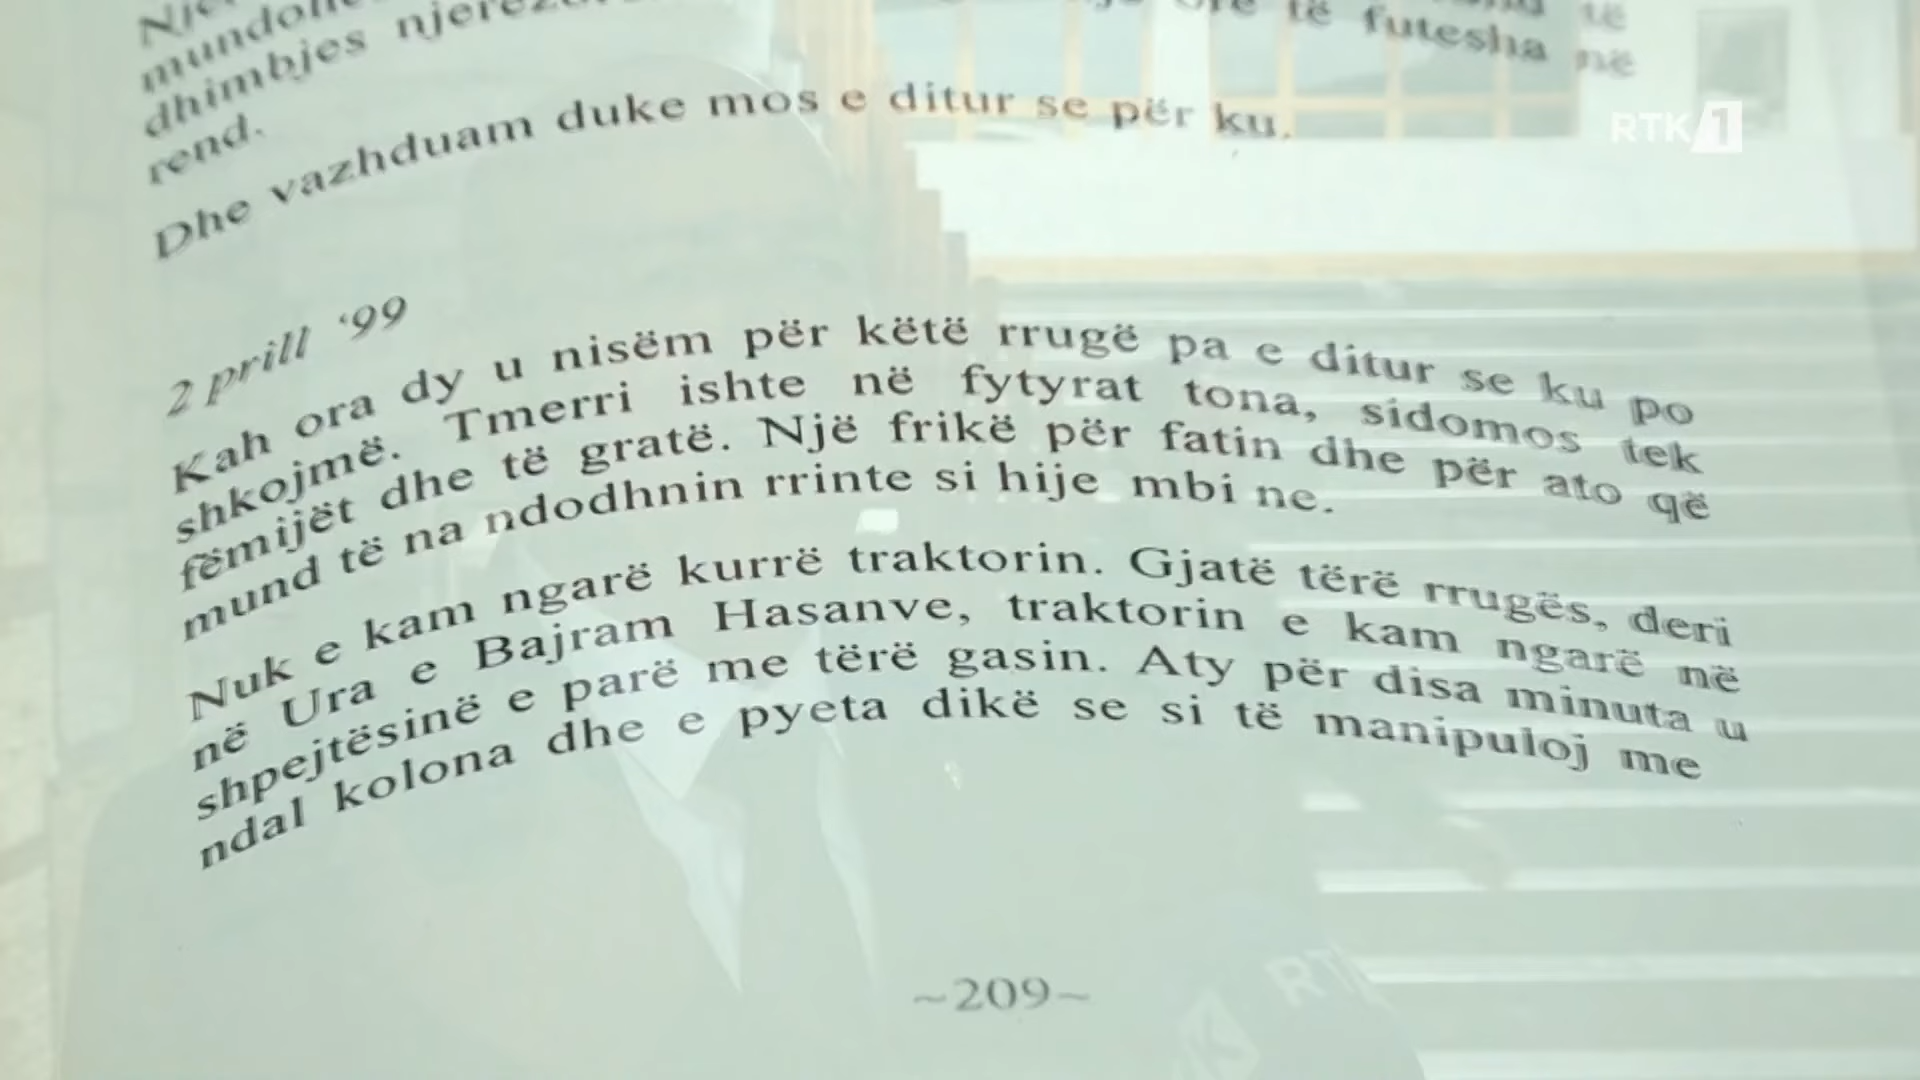 të
futesha në
dhimbjes
rend.
Dhe vazhduam duke mos e ditur se për ku.
RTK 1
2 prill ‘99
Kah ora dy u nisëm për këtë rrugë pa e ditur se ku po
shkojmë. Tmerri ishte në fytyrat tona, sidomos tek
fëmijët dhe të gratë. Një frikë për fatin dhe për ato që
mund të na ndodhnin rrinte si hije mbi ne.
Nuk e kam ngarë kurrë traktorin. Gjatë tërë rrugës, deri
në Ura e Bajram Hasanve, traktorin e kam ngarë në
shpejtësinë e parë me tërë gasin. Aty për disa minuta u
ndal kolona dhe e pyeta dikë se si të manipuloj me
~209~